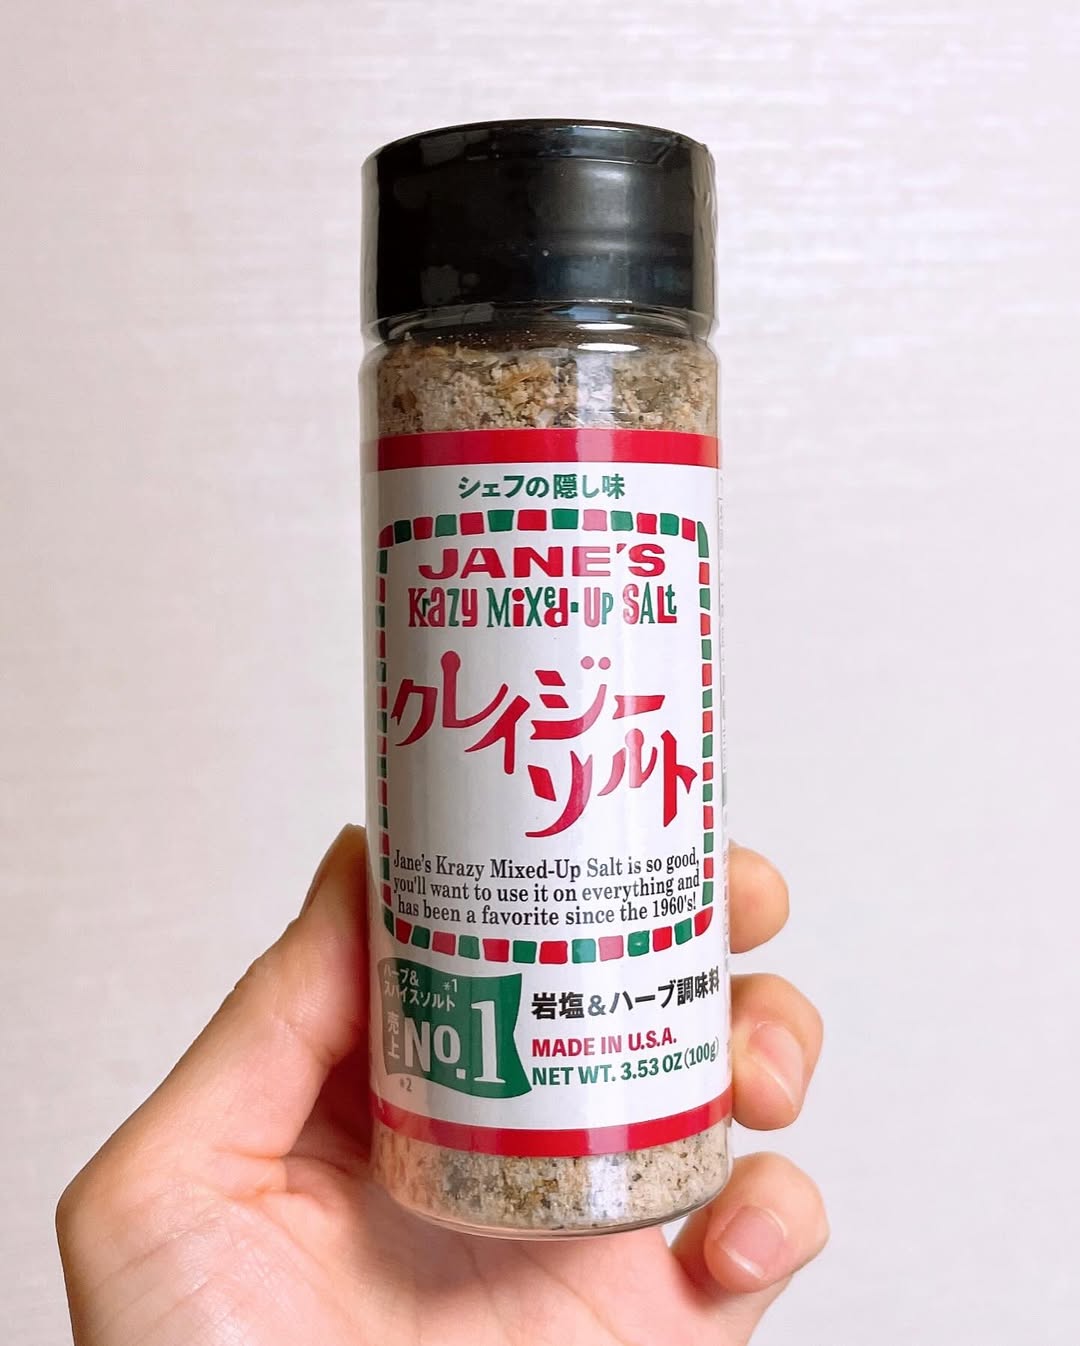 シェフの隠し味
JANE'S
Krazy Mixed-Up SALt
クレイジー
ソルト
Jane's Krazy Mixed-Up Salt is so good,
you'll want to use it on everything and
has been a favorite since the 1960's!
ハーブ&
スパイスソルト *1
売上 No.1
*2
岩塩&ハーブ調味料
MADE IN U.S.A.
NET WT. 3.53 OZ (100g)